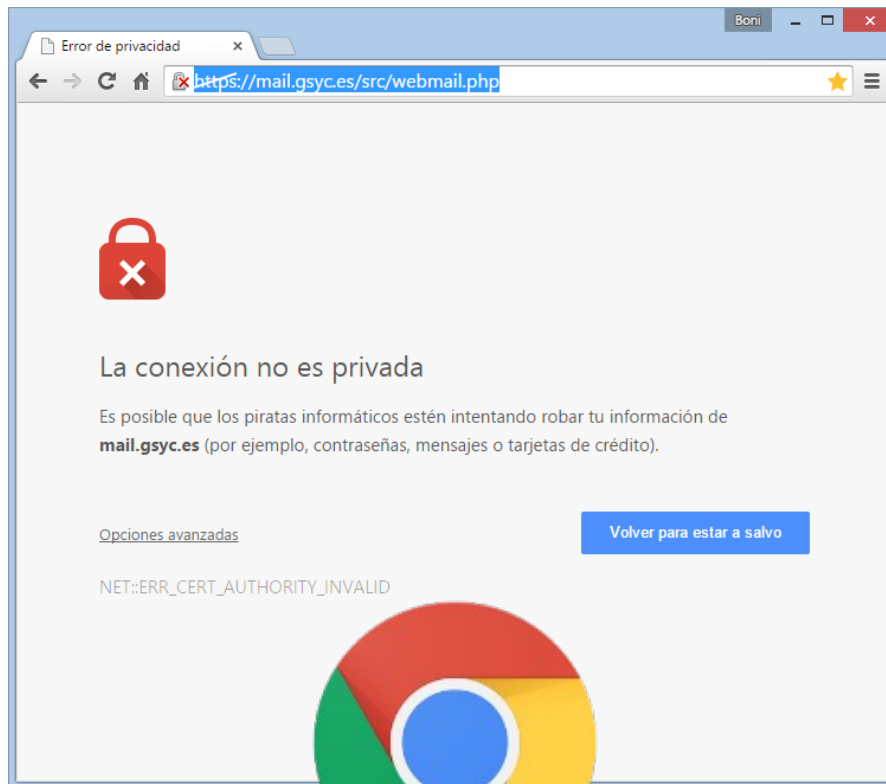 Boni
Error de privacidad
https://mail.gsyc.es/src/webmail.php
La conexión no es privada
Es posible que los piratas informáticos estén intentando robar tu información de
mail.gsyc.es (por ejemplo, contraseñas, mensajes o tarjetas de crédito).
Opciones avanzadas
Volver para estar a salvo
NET::ERR_CERT_AUTHORITY_INVALID